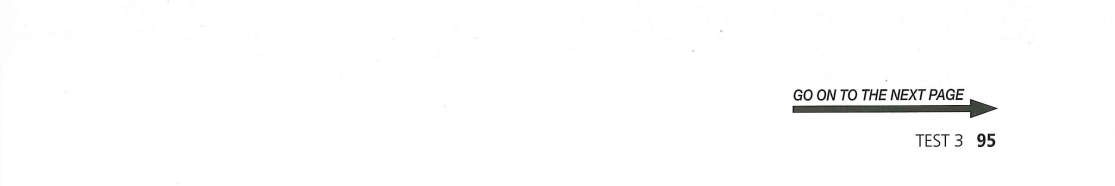 GO ON TO THE NEXT PAGE
TEST 3 95